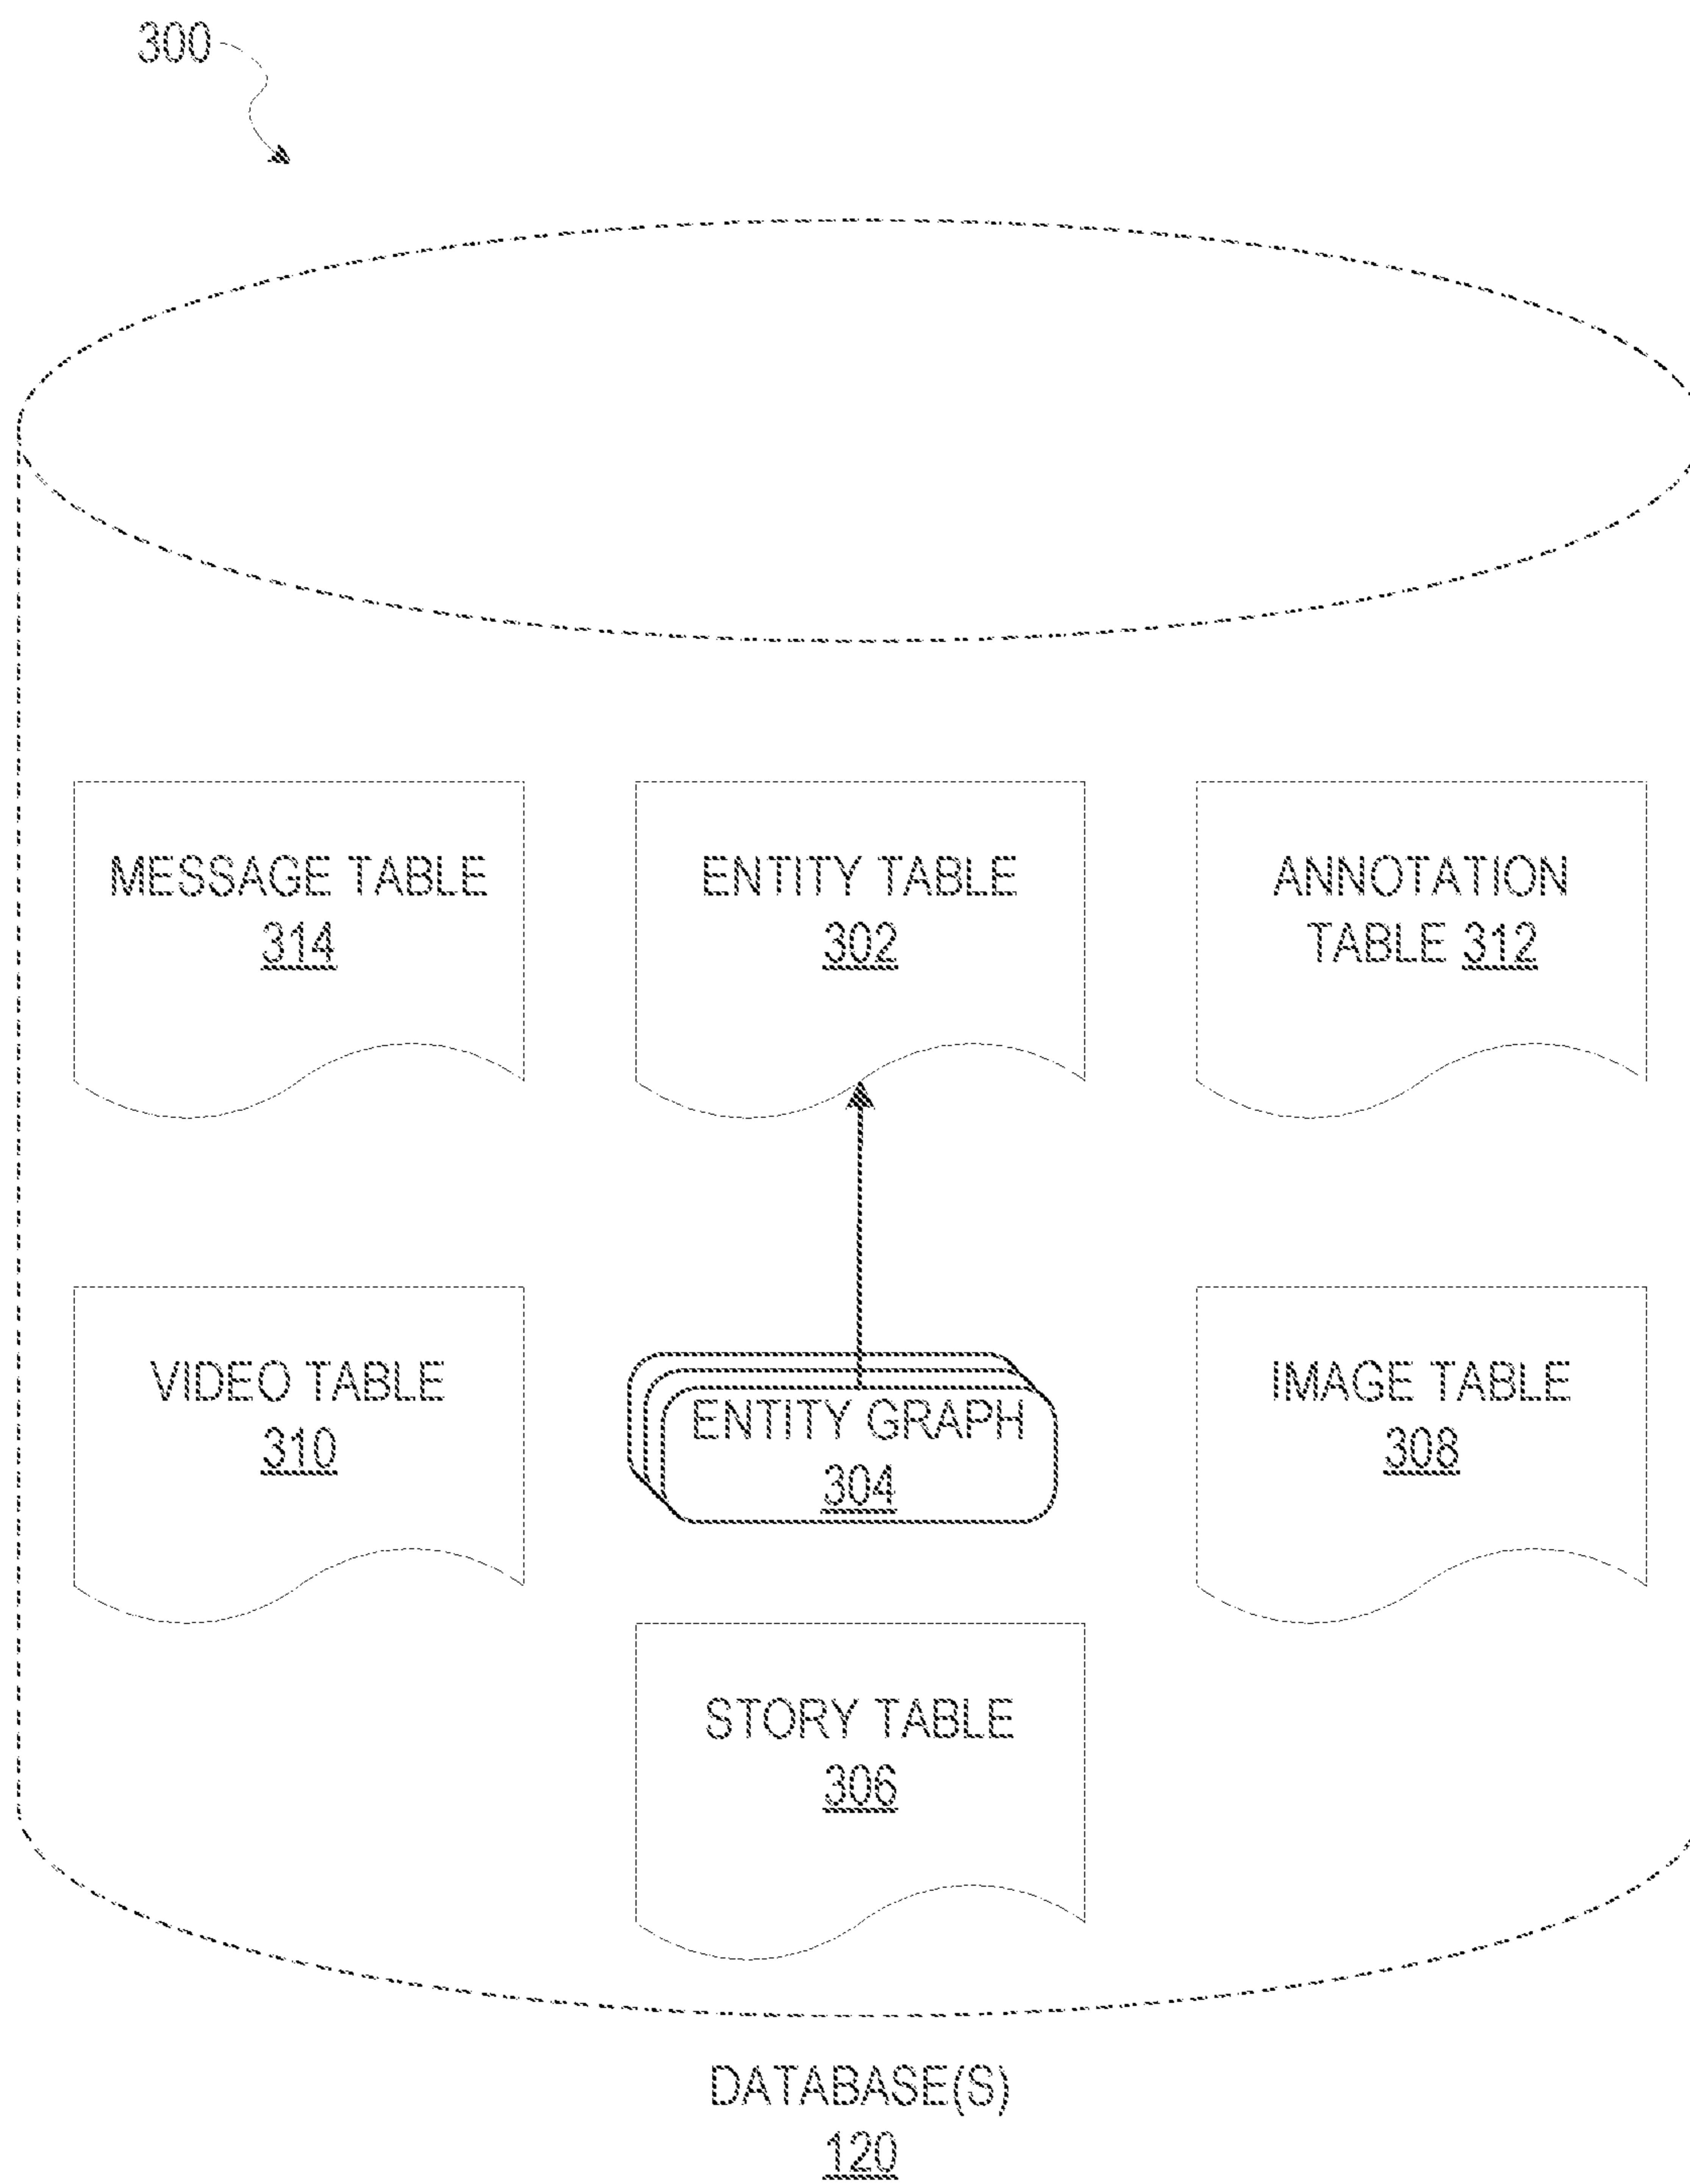 300
MESSAGE TABLE
314
ENTITY TABLE
302
ANNOTATION
TABLE 312
VIDEO TABLE
310
ENTITY GRAPH
304
IMAGE TABLE
308
STORY TABLE
306
DATABASE(S)
120